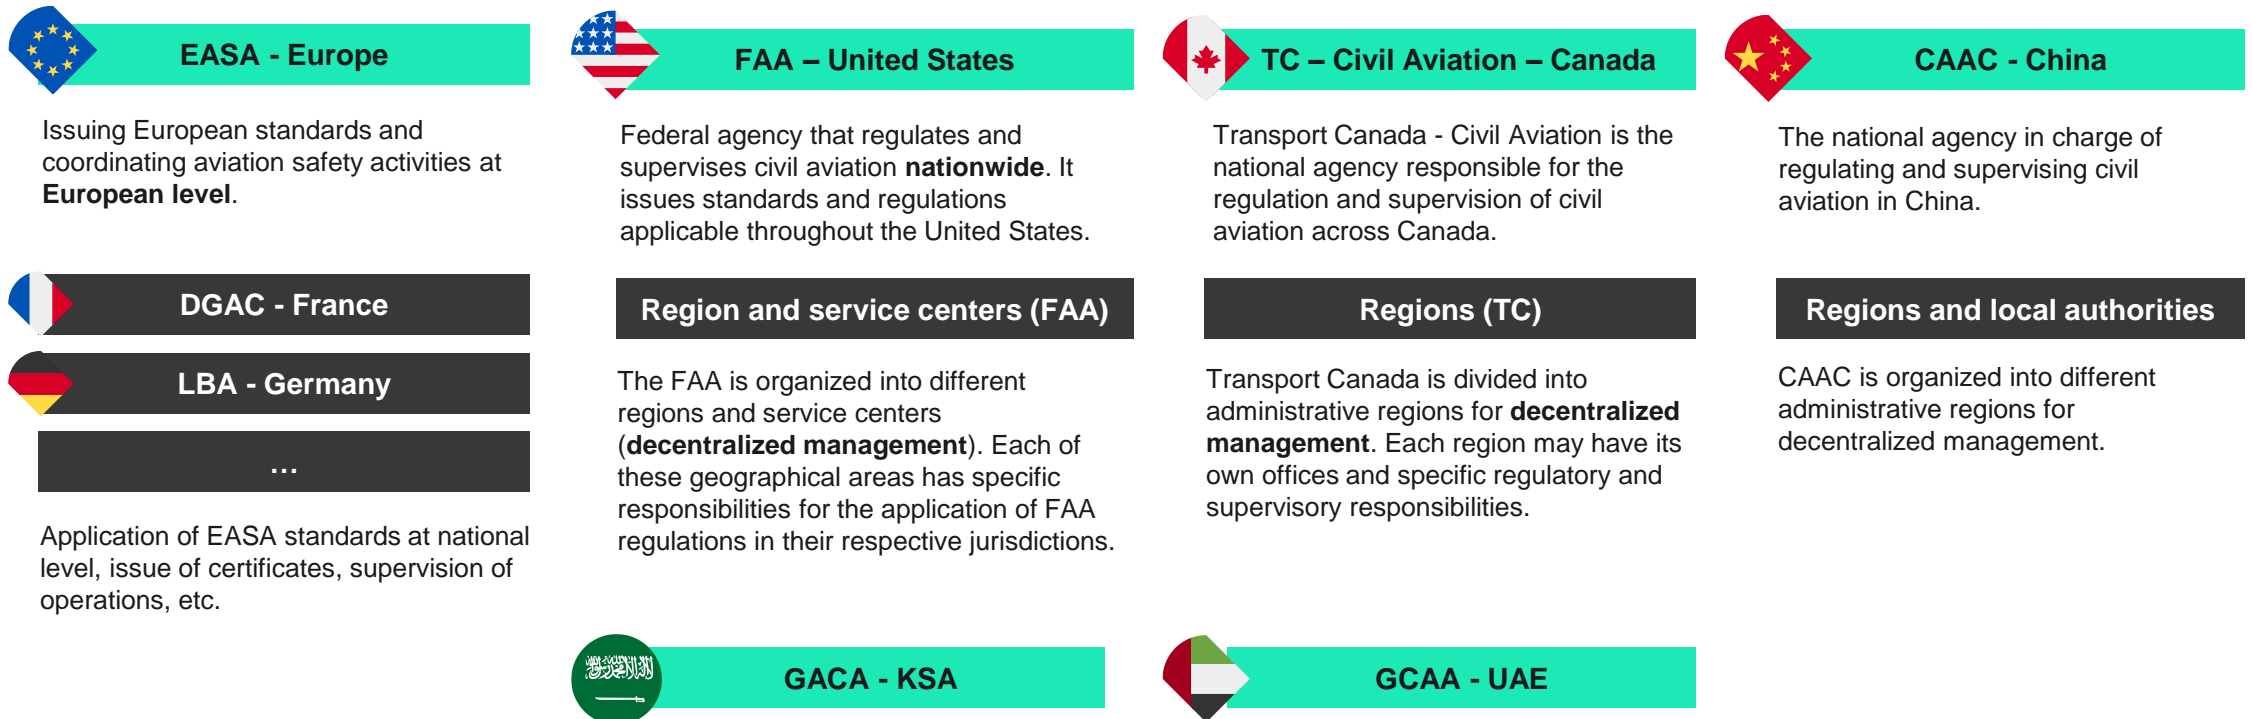 EASA - Europe
Issuing European standards and
coordinating aviation safety activities at
European level.
DGAC - France
LBA - Germany
...
Application of EASA standards at national
level, issue of certificates, supervision of
operations, etc.
FAA – United States
Federal agency that regulates and
supervises civil aviation nationwide. It
issues standards and regulations
applicable throughout the United States.
Region and service centers (FAA)
The FAA is organized into different
regions and service centers
(decentralized management). Each of
these geographical areas has specific
responsibilities for the application of FAA
regulations in their respective jurisdictions.
GACA - KSA
TC – Civil Aviation – Canada
Transport Canada - Civil Aviation is the
national agency responsible for the
regulation and supervision of civil
aviation across Canada.
Regions (TC)
Transport Canada is divided into
administrative regions for decentralized
management. Each region may have its
own offices and specific regulatory and
supervisory responsibilities.
GCAA - UAE
CAAC - China
The national agency in charge of
regulating and supervising civil
aviation in China.
Regions and local authorities
CAAC is organized into different
administrative regions for
decentralized management.